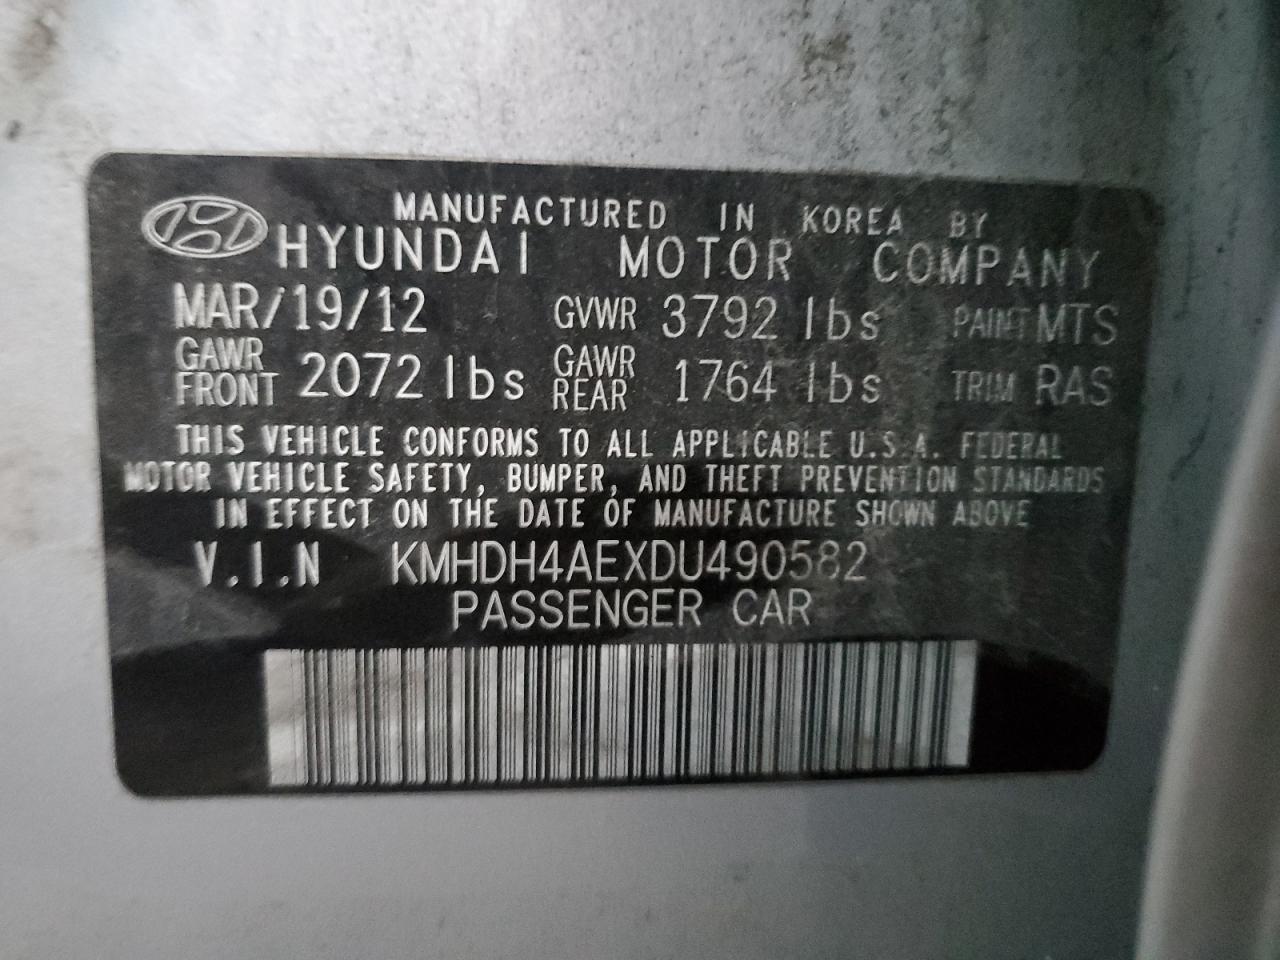 MANUFACTURED IN KOREA BY
HYUNDAI MOTOR COMPANY
MAR/19/12 GVWR 3792 lbs PAINT MTS
GAWR FRONT 2072 lbs GAWR REAR 1764 lbs TRIM RAS
THIS VEHICLE CONFORMS TO ALL APPLICABLE U.S.A. FEDERAL
MOTOR VEHICLE SAFETY, BUMPER, AND THEFT PREVENTION STANDARDS
IN EFFECT ON THE DATE OF MANUFACTURE SHOWN ABOVE
V.I.N KMHDH4AEXDU490582
PASSENGER CAR